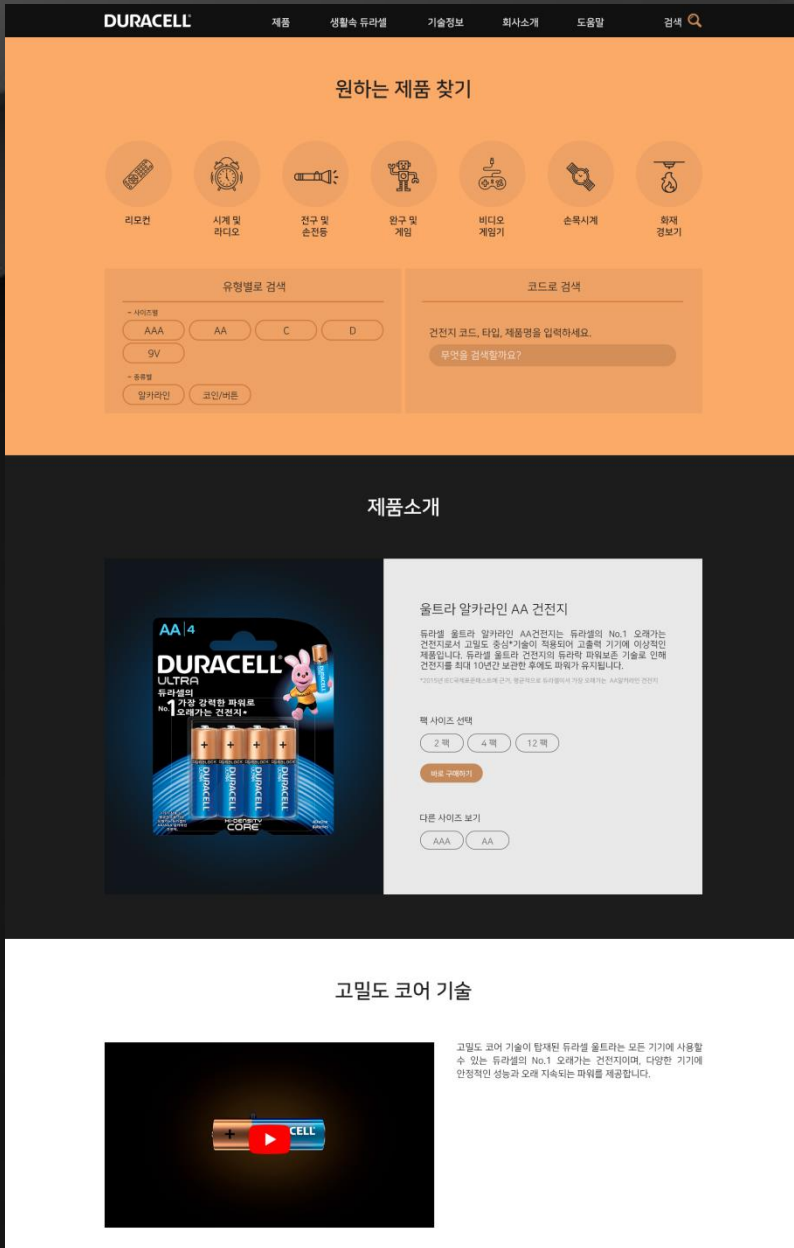 DURACELL
제품
생활속 듀라셀
기술정보
회사소개
도움말
검색
원하는 제품 찾기
리모컨
시계 및
라디오
전구 및
손전등
완구 및
게임
비디오
게임기
손목시계
화재
경보기
유형별로 검색
- 사이즈별
AAA
AA
C
D
9V
- 종류별
알카라인
코인/버튼
코드로 검색
건전지 코드, 타입, 제품명을 입력하세요.
무엇을 검색할까요?
제품소개
AA 4
DURACELL
ULTRA
듀라셀의
No.1 가장 강력한 파워로
오래가는 건전지*
DURACELL
DURACELL
DURACELL
DURACELL
HI-DENSITY
CORE
울트라 알카라인 AA 건전지
듀라셀 울트라 알카라인 AA건전지는 듀라셀의 No.1 오래가는
건전지로서 고밀도 중심*기술이 적용되어 고출력 기기에 이상적인
제품입니다. 듀라셀 울트라 건전지의 듀라락 파워보존 기술로 인해
건전지를 최대 10년간 보관한 후에도 파워가 유지됩니다.
팩 사이즈 선택
2 팩
4 팩
12 팩
바로 구매하기
다른 사이즈 보기
AAA
AA
고밀도 코어 기술
CELL
고밀도 코어 기술이 탑재된 듀라셀 울트라는 모든 기기에 사용할
수 있는 듀라셀의 No.1 오래가는 건전지이며, 다양한 기기에
안정적인 성능과 오래 지속되는 파워를 제공합니다.